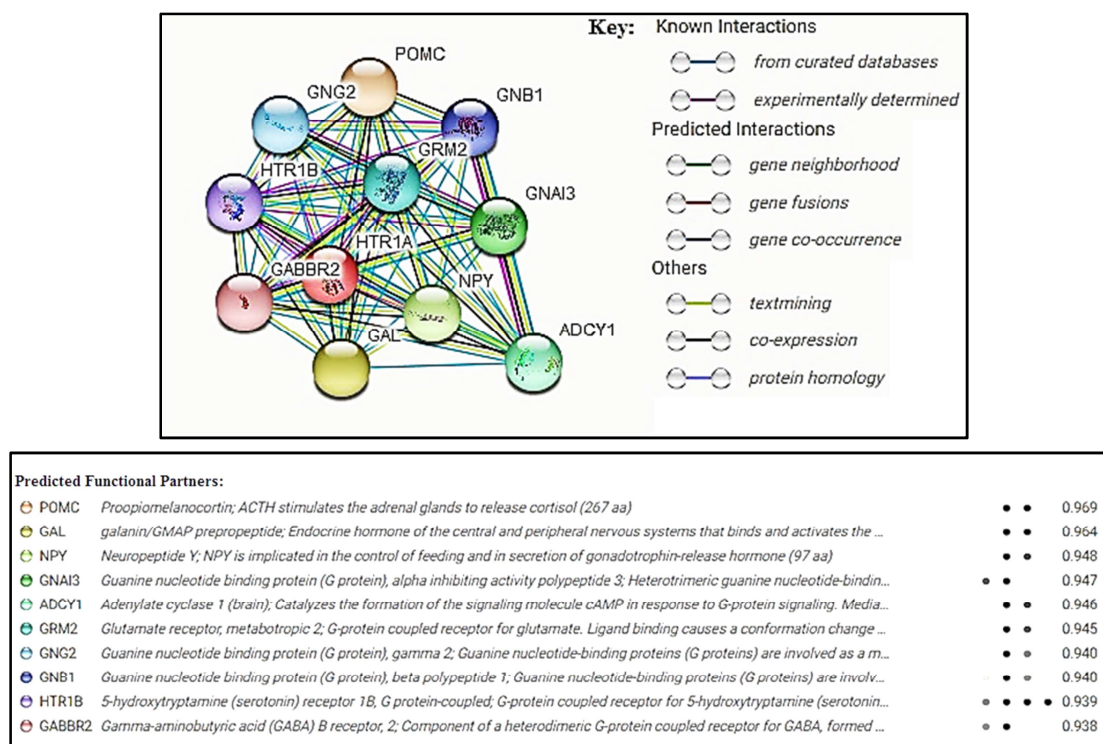 POMC
GNG2
GNB1
GRM2
HTR1B
GNAI3
HTR1A
GABBR2
NPY
GAL
ADCY1
Key: Known Interactions
from curated databases
experimentally determined
Predicted Interactions
gene neighborhood
gene fusions
gene co-occurrence
Others
textmining
co-expression
protein homology
Predicted Functional Partners:
POMC Proopiomelanocortin; ACTH stimulates the adrenal glands to release cortisol (267 aa) 0.969
GAL galanin/GMAP prepropeptide; Endocrine hormone of the central and peripheral nervous systems that binds and activates the ... 0.964
NPY Neuropeptide Y; NPY is implicated in the control of feeding and in secretion of gonadotrophin-release hormone (97 aa) 0.948
GNAI3 Guanine nucleotide binding protein (G protein), alpha inhibiting activity polypeptide 3; Heterotrimeric guanine nucleotide-bindin... 0.947
ADCY1 Adenylate cyclase 1 (brain); Catalyzes the formation of the signaling molecule cAMP in response to G-protein signaling. Media... 0.946
GRM2 Glutamate receptor, metabotropic 2; G-protein coupled receptor for glutamate. Ligand binding causes a conformation change ... 0.945
GNG2 Guanine nucleotide binding protein (G protein), gamma 2; Guanine nucleotide-binding proteins (G proteins) are involved as a m... 0.940
GNB1 Guanine nucleotide binding protein (G protein), beta polypeptide 1; Guanine nucleotide-binding proteins (G proteins) are involv... 0.940
HTR1B 5-hydroxytryptamine (serotonin) receptor 1B, G protein-coupled; G-protein coupled receptor for 5-hydroxytryptamine (serotonin... 0.939
GABBR2 Gamma-aminobutyric acid (GABA) B receptor, 2; Component of a heterodimeric G-protein coupled receptor for GABA, formed ... 0.938